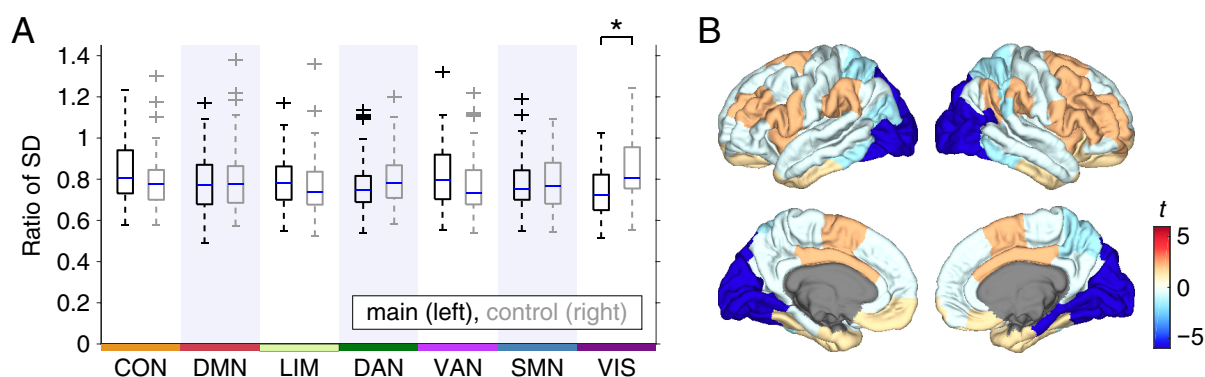 A
Ratio of SD
1.4
1.2
1
0.8
0.6
0.4
0.2
0
*
main (left), control (right)
CON DMN LIM DAN VAN SMN VIS
B
t
5
0
−5